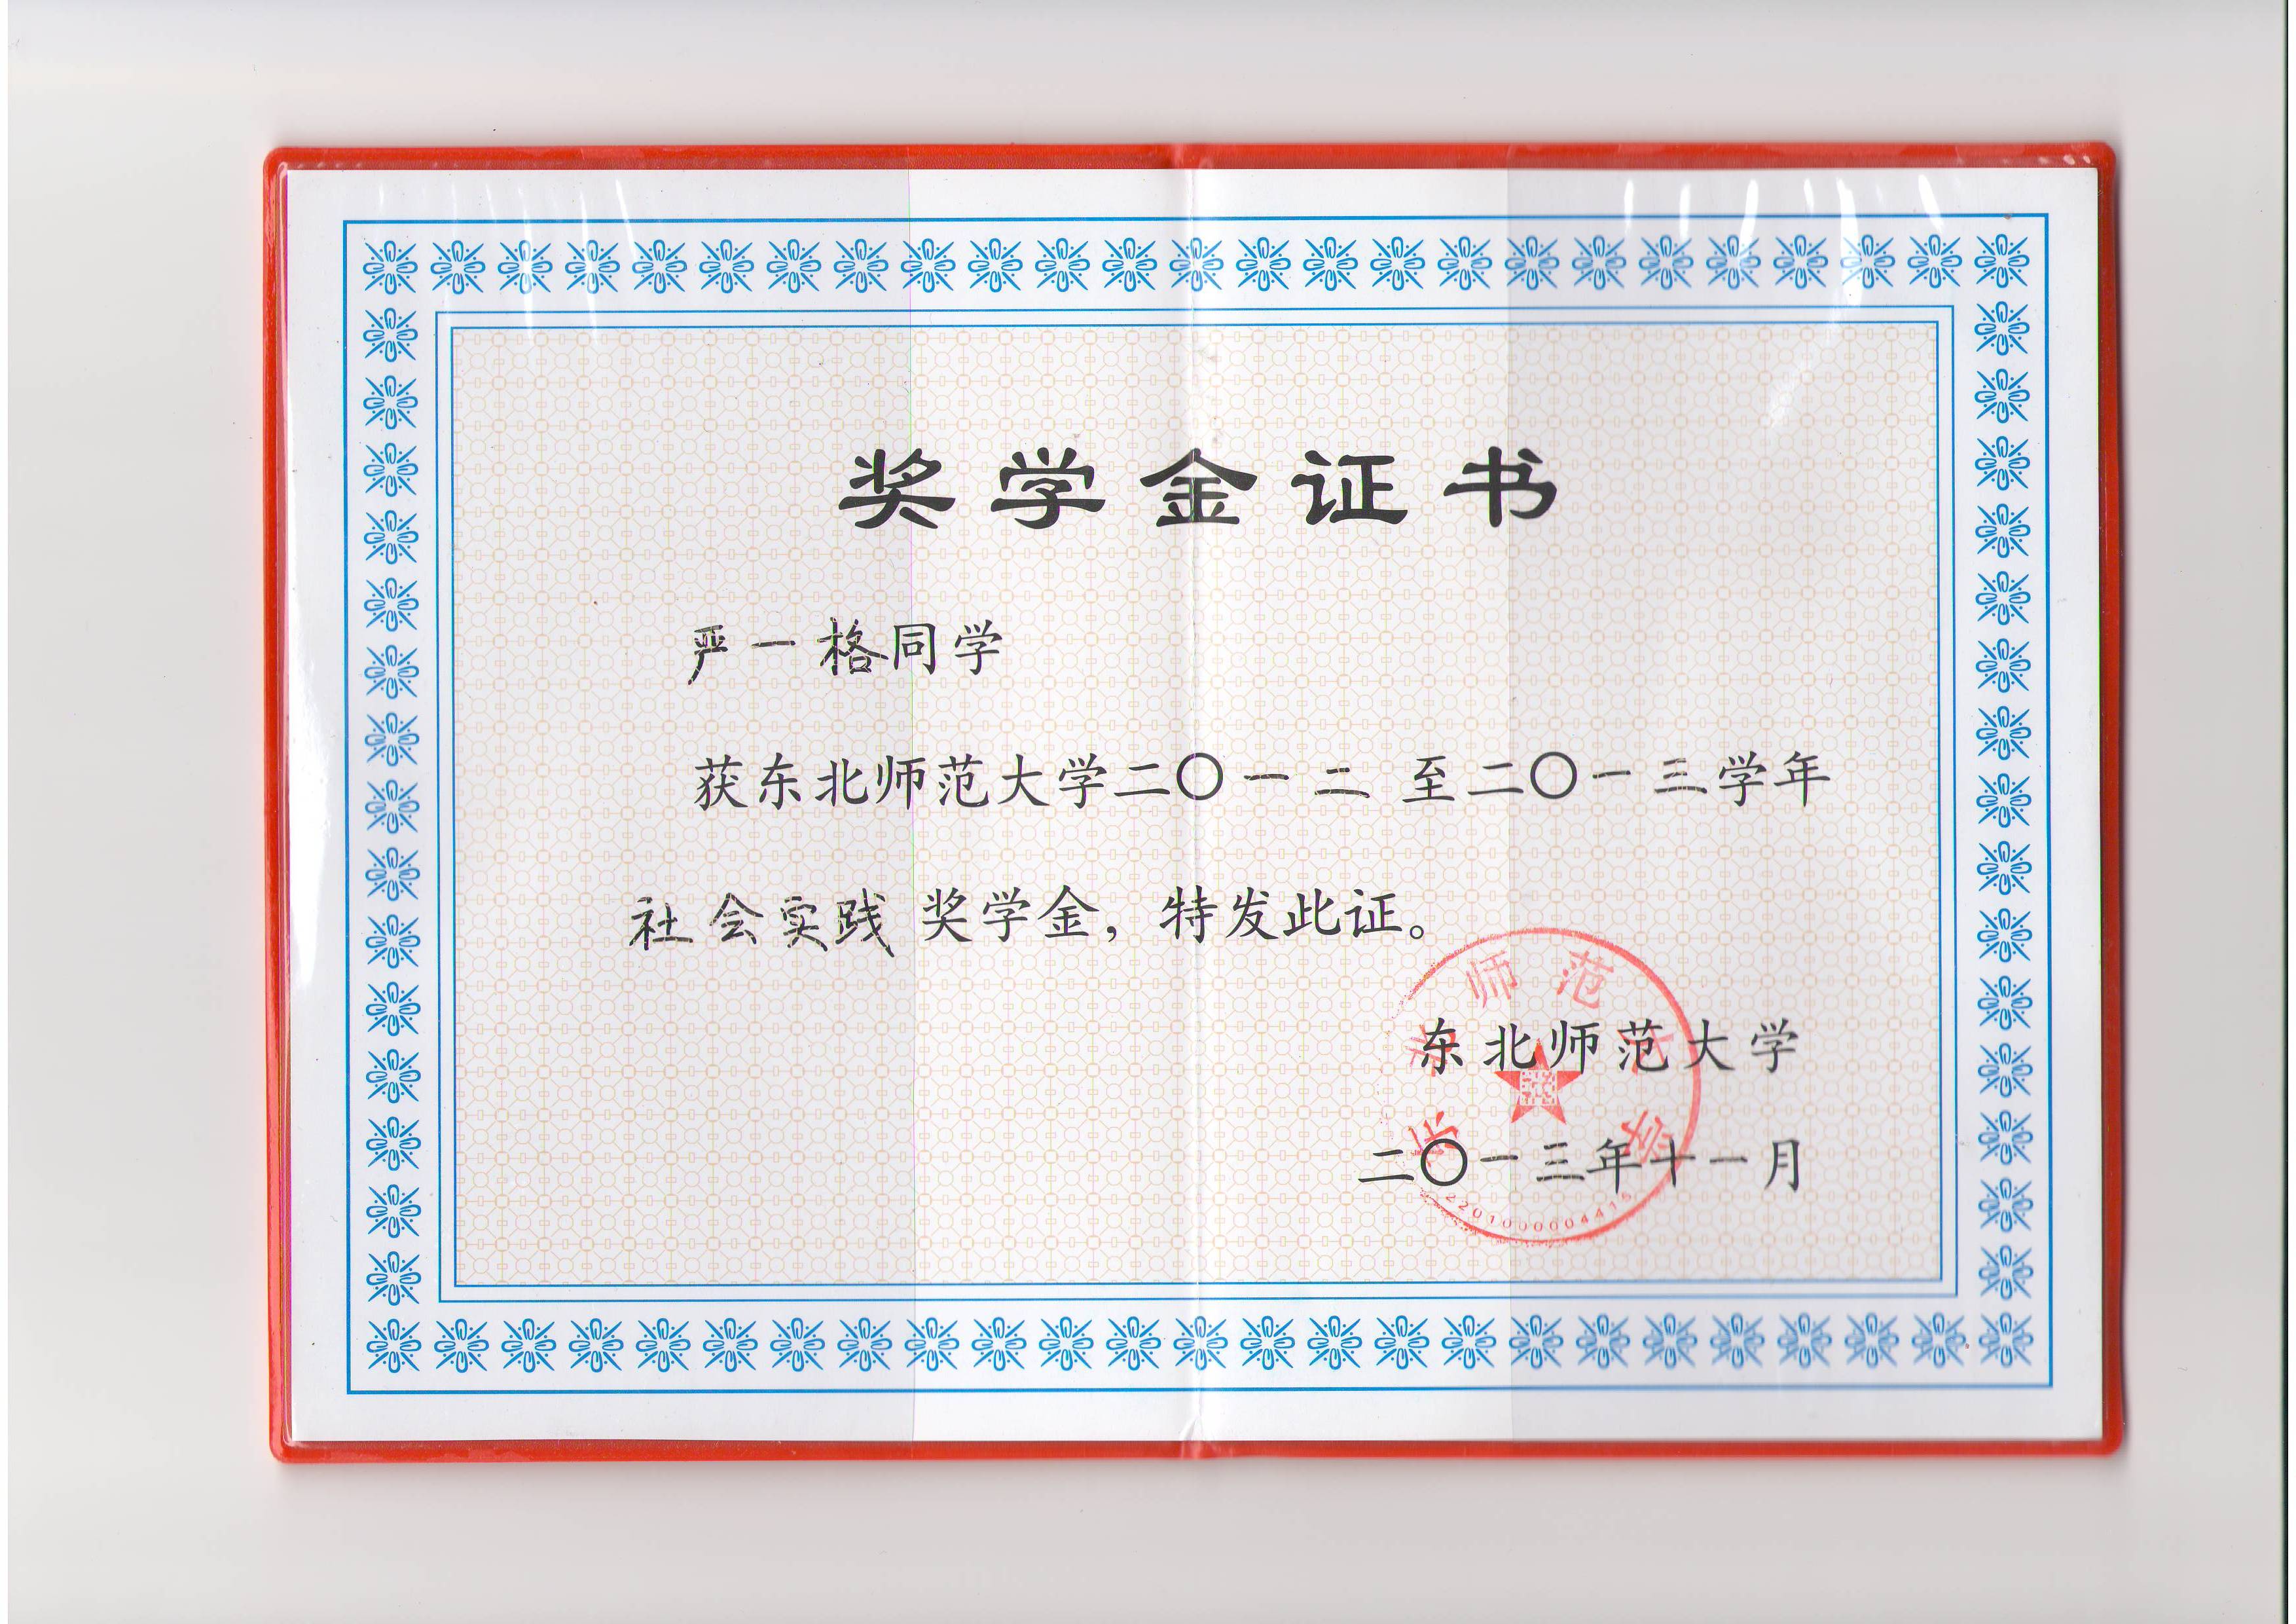 奖学金证书
严一格同学
获东北师范大学二〇一二至二〇一三学年
社会实践奖学金，特发此证。
东北师范大学
二〇一三年十一月
师范大学